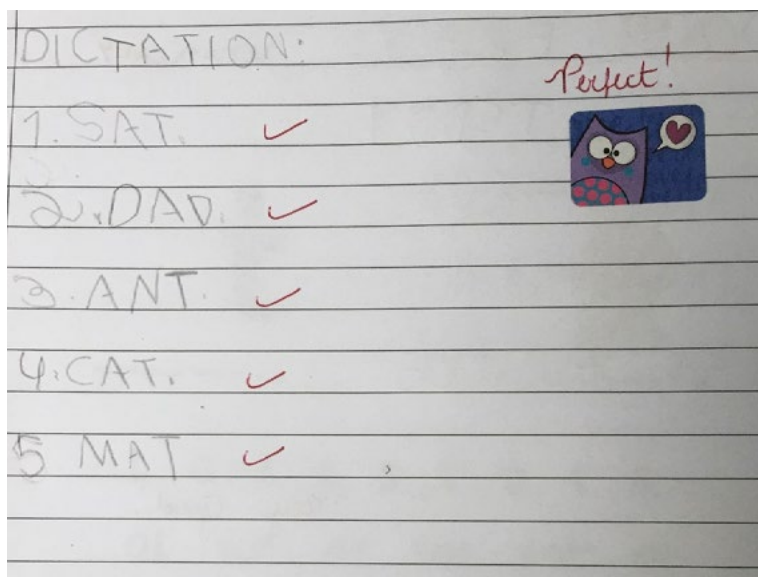 DICTATION:
Perfect!
1. SAT.
2. DAD.
3. ANT.
4. CAT.
5 MAT